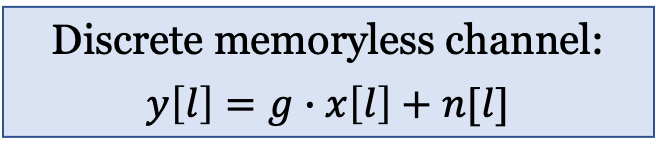 Discrete memoryless channel:
y[l] = g · x[l] + n[l]